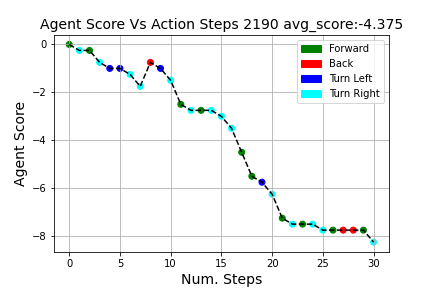 Agent Score Vs Action Steps 2190 avg_score:-4.375
Agent Score
0
−2
−4
−6
−8
Forward
Back
Turn Left
Turn Right
0 5 10 15 20 25 30
Num. Steps